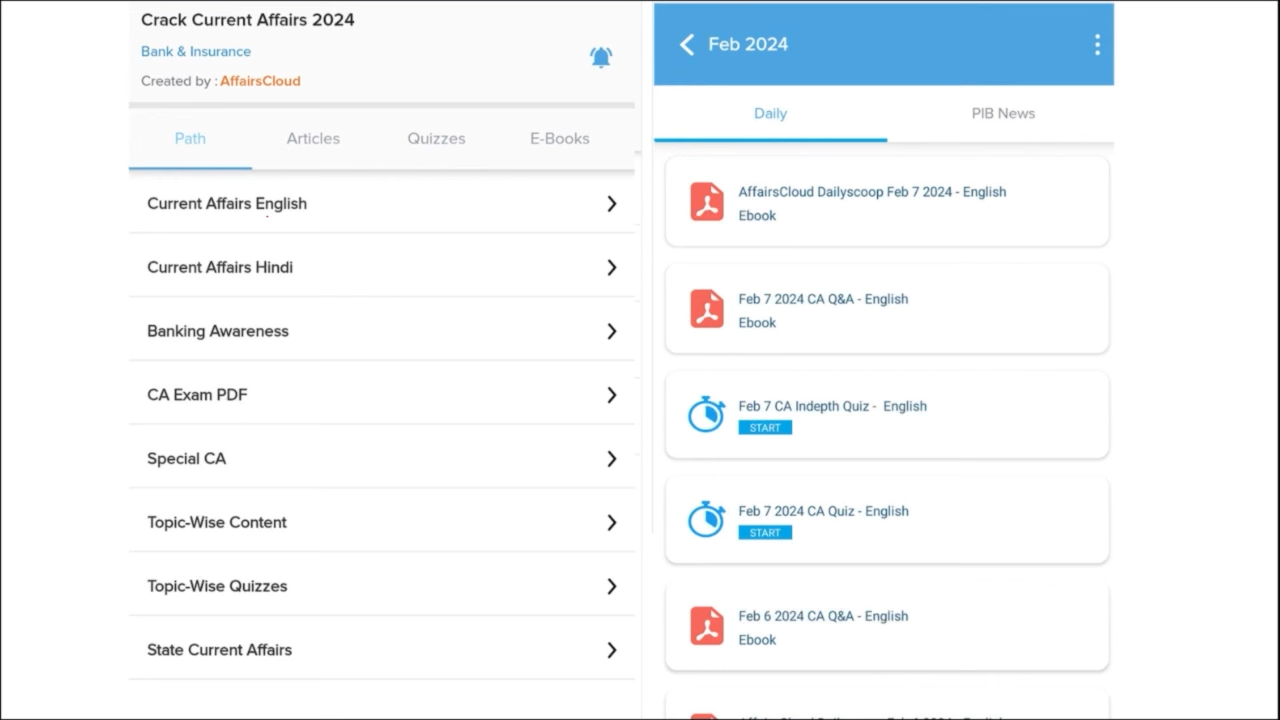 Crack Current Affairs 2024
Bank & Insurance
Created by : AffairsCloud
Path
Articles
Quizzes
E-Books
Current Affairs English
Current Affairs Hindi
Banking Awareness
CA Exam PDF
Special CA
Topic-Wise Content
Topic-Wise Quizzes
State Current Affairs
Feb 2024
Daily
PIB News
AffairsCloud Dailyscoop Feb 7 2024 - English
Ebook
Feb 7 2024 CA Q&A - English
Ebook
Feb 7 CA Indepth Quiz - English
START
Feb 7 2024 CA Quiz - English
START
Feb 6 2024 CA Q&A - English
Ebook